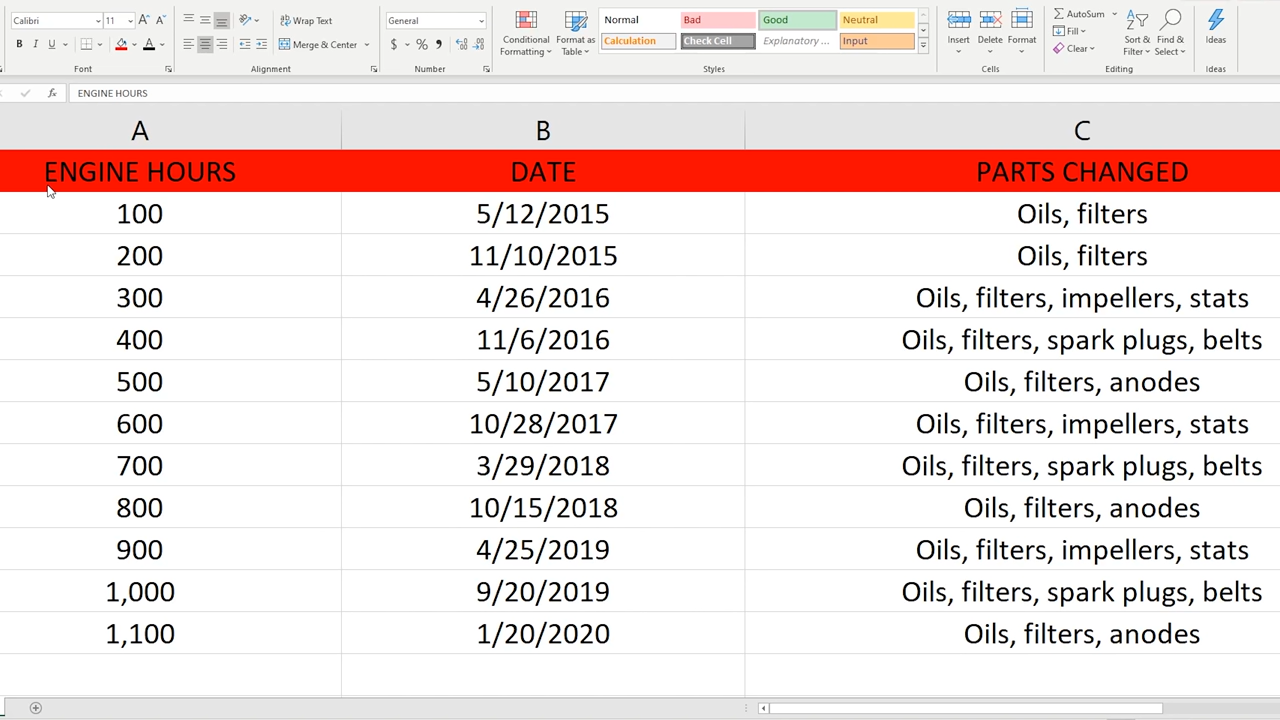 Calibri 11 A A Wrap Text General Conditional Formatting Format as Table Normal Bad Good Neutral Insert Delete Format AutoSum Sort & Filter Find & Select Ideas
B I U A Merge & Center $ % , Calculation Check Cell Explanatory ... Input Fill Clear
Font Alignment Number Styles Cells Editing Ideas
fx ENGINE HOURS
A B C
ENGINE HOURS DATE PARTS CHANGED
100 5/12/2015 Oils, filters
200 11/10/2015 Oils, filters
300 4/26/2016 Oils, filters, impellers, stats
400 11/6/2016 Oils, filters, spark plugs, belts
500 5/10/2017 Oils, filters, anodes
600 10/28/2017 Oils, filters, impellers, stats
700 3/29/2018 Oils, filters, spark plugs, belts
800 10/15/2018 Oils, filters, anodes
900 4/25/2019 Oils, filters, impellers, stats
1,000 9/20/2019 Oils, filters, spark plugs, belts
1,100 1/20/2020 Oils, filters, anodes